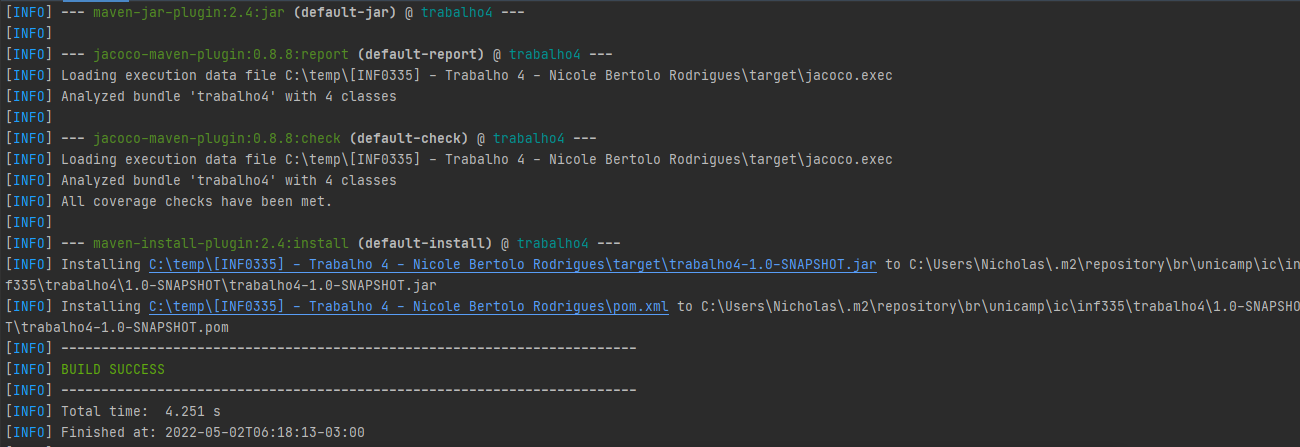 [INFO] --- maven-jar-plugin:2.4:jar (default-jar) @ trabalho4 ---
[INFO]
[INFO] --- jacoco-maven-plugin:0.8.8:report (default-report) @ trabalho4 ---
[INFO] Loading execution data file C:\temp\[INF0335] - Trabalho 4 - Nicole Bertolo Rodrigues\target\jacoco.exec
[INFO] Analyzed bundle 'trabalho4' with 4 classes
[INFO]
[INFO] --- jacoco-maven-plugin:0.8.8:check (default-check) @ trabalho4 ---
[INFO] Loading execution data file C:\temp\[INF0335] - Trabalho 4 - Nicole Bertolo Rodrigues\target\jacoco.exec
[INFO] Analyzed bundle 'trabalho4' with 4 classes
[INFO] All coverage checks have been met.
[INFO]
[INFO] --- maven-install-plugin:2.4:install (default-install) @ trabalho4 ---
[INFO] Installing C:\temp\[INF0335] - Trabalho 4 - Nicole Bertolo Rodrigues\target\trabalho4-1.0-SNAPSHOT.jar to C:\Users\Nicholas\.m2\repository\br\unicamp\ic\in
f335\trabalho4\1.0-SNAPSHOT\trabalho4-1.0-SNAPSHOT.jar
[INFO] Installing C:\temp\[INF0335] - Trabalho 4 - Nicole Bertolo Rodrigues\pom.xml to C:\Users\Nicholas\.m2\repository\br\unicamp\ic\inf335\trabalho4\1.0-SNAPSHO
T\trabalho4-1.0-SNAPSHOT.pom
[INFO] ------------------------------------------------------------------------
[INFO] BUILD SUCCESS
[INFO] ------------------------------------------------------------------------
[INFO] Total time:  4.251 s
[INFO] Finished at: 2022-05-02T06:18:13-03:00